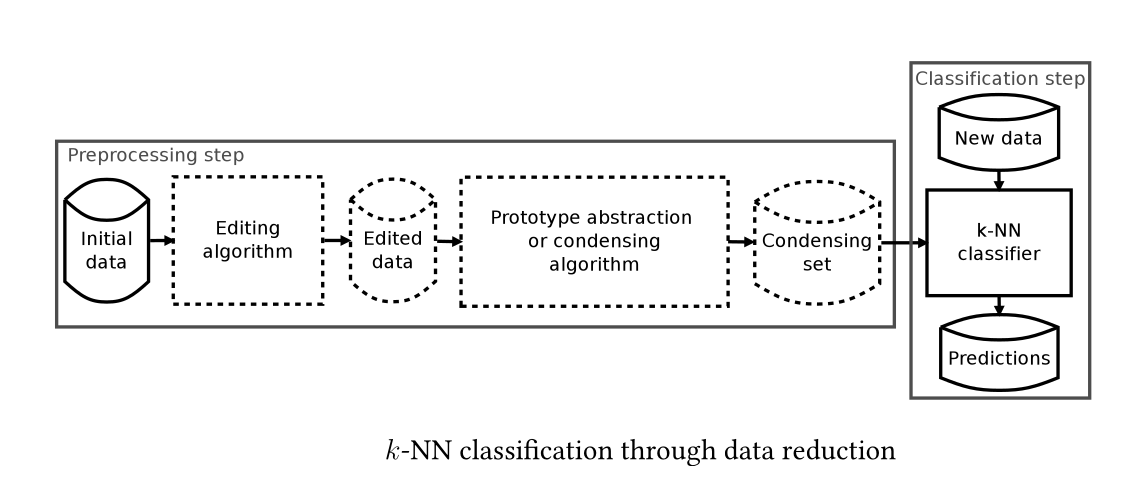 Preprocessing step
Initial
data
Editing
algorithm
Edited
data
Prototype abstraction
or condensing
algorithm
Condensing
set
Classification step
New data
k-NN
classifier
Predictions
k-NN classification through data reduction